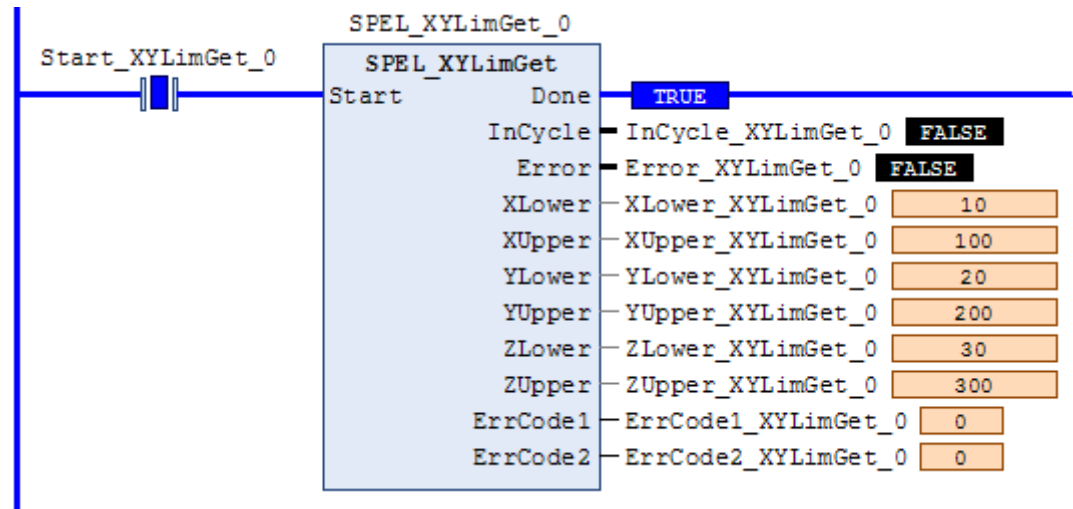 SPEL_XYLimGet_0
Start_XYLimGet_0 SPEL_XYLimGet
Start Done TRUE
InCycle InCycle_XYLimGet_0 FALSE
Error Error_XYLimGet_0 FALSE
XLower XLower_XYLimGet_0 10
XUpper XUpper_XYLimGet_0 100
YLower YLower_XYLimGet_0 20
YUpper YUpper_XYLimGet_0 200
ZLower ZLower_XYLimGet_0 30
ZUpper ZUpper_XYLimGet_0 300
ErrCode1 ErrCode1_XYLimGet_0 0
ErrCode2 ErrCode2_XYLimGet_0 0